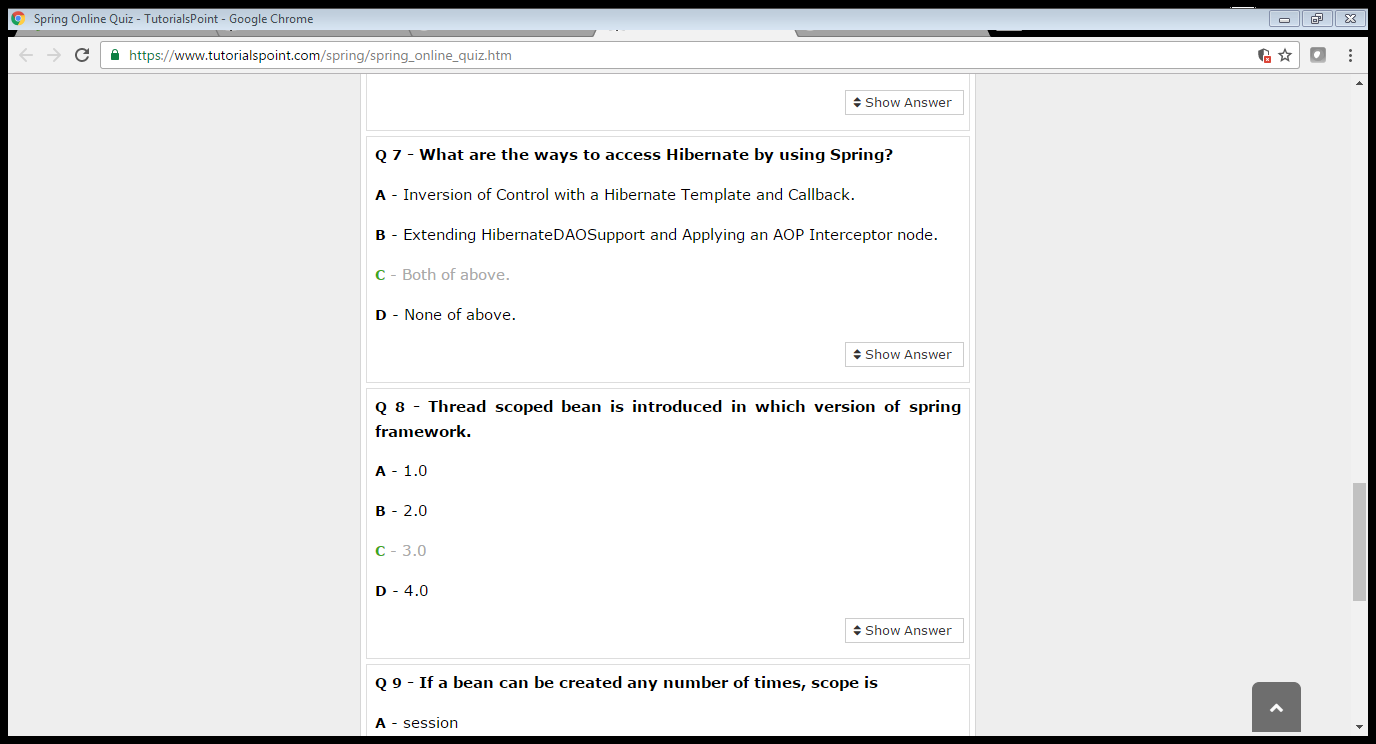 Spring Online Quiz - TutorialsPoint - Google Chrome
https://www.tutorialspoint.com/spring/spring_online_quiz.htm
Show Answer
Q 7 - What are the ways to access Hibernate by using Spring?
A - Inversion of Control with a Hibernate Template and Callback.
B - Extending HibernateDAOSupport and Applying an AOP Interceptor node.
C - Both of above.
D - None of above.
Show Answer
Q 8 - Thread scoped bean is introduced in which version of spring
framework.
A - 1.0
B - 2.0
C - 3.0
D - 4.0
Show Answer
Q 9 - If a bean can be created any number of times, scope is
A - session